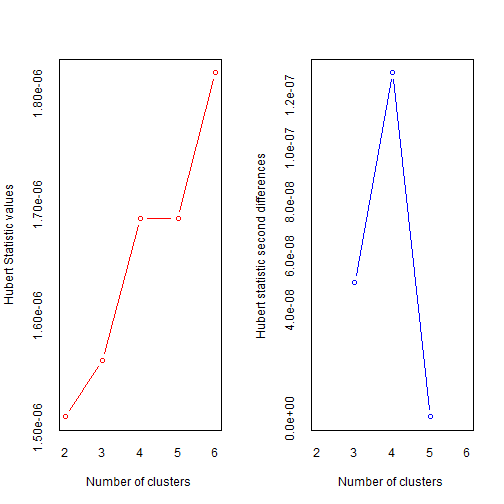 Hubert Statistic values
1.80e-06
1.70e-06
1.60e-06
1.50e-06
2 3 4 5 6
Number of clusters
Hubert statistic second differences
1.2e-07
1.0e-07
8.0e-08
6.0e-08
4.0e-08
0.0e+00
2 3 4 5 6
Number of clusters